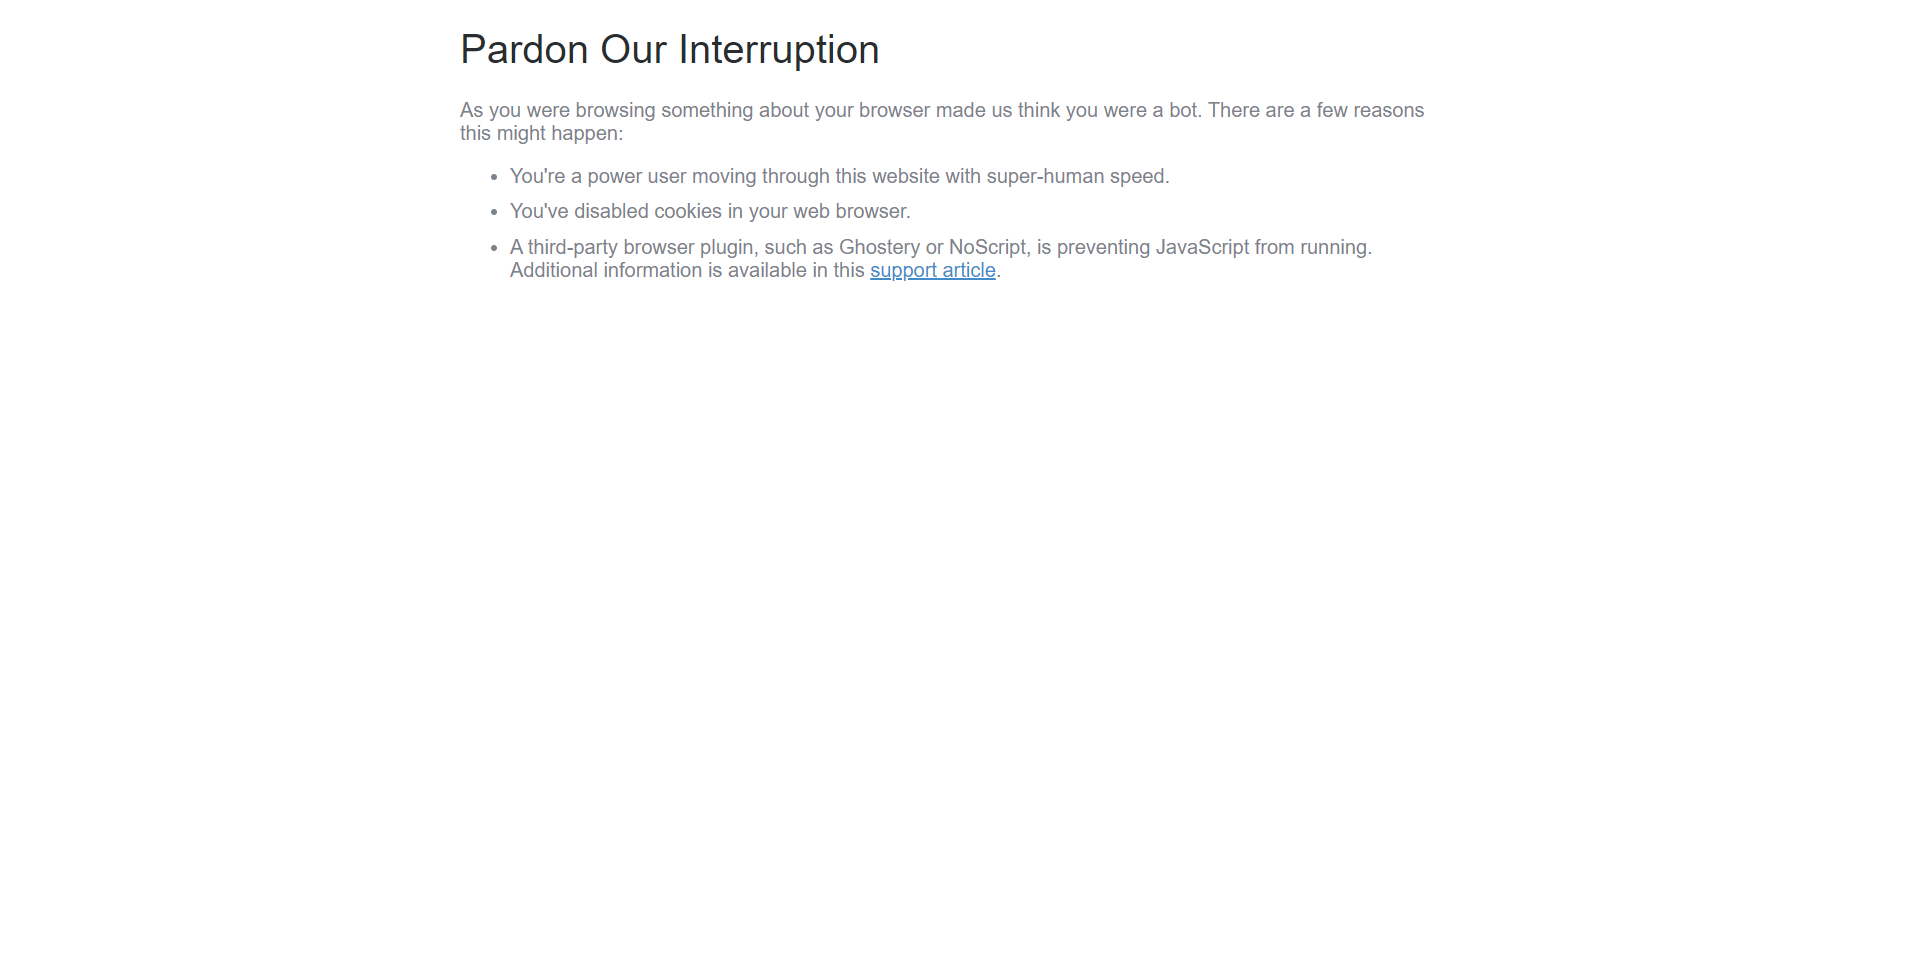 Pardon Our Interruption
As you were browsing something about your browser made us think you were a bot. There are a few reasons
this might happen:
• You're a power user moving through this website with super-human speed.
• You've disabled cookies in your web browser.
• A third-party browser plugin, such as Ghostery or NoScript, is preventing JavaScript from running.
Additional information is available in this support article.